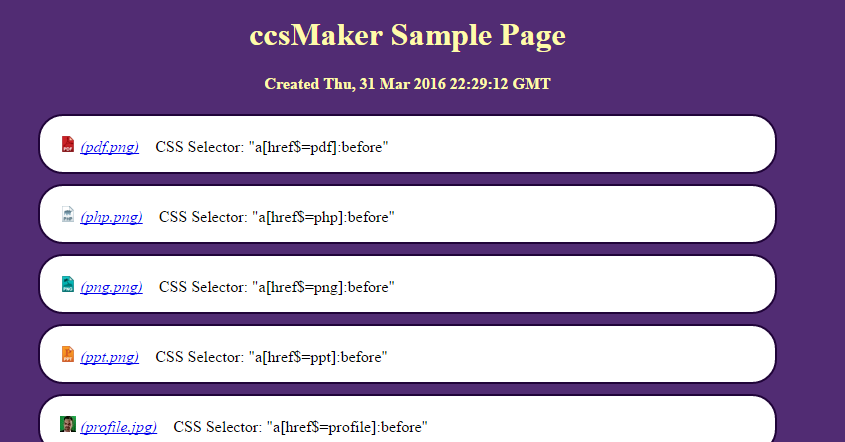 ccsMaker Sample Page
Created Thu, 31 Mar 2016 22:29:12 GMT
PDF (pdf.png) CSS Selector: "a[href$=pdf]:before"
PHP (php.png) CSS Selector: "a[href$=php]:before"
PNG (png.png) CSS Selector: "a[href$=png]:before"
PPT (ppt.png) CSS Selector: "a[href$=ppt]:before"
(profile.jpg) CSS Selector: "a[href$=profile]:before"